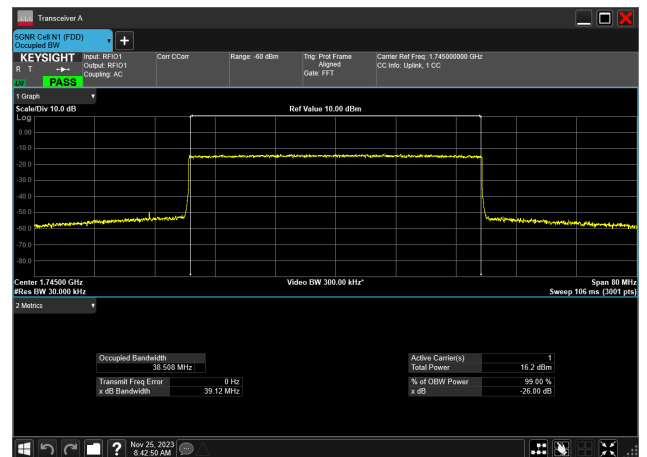 Transceiver A
5GNR Cell N1 (FDD)
Occupied BW
KEYSIGHT
R T
LXI
PASS
Input: RFIO1
Output: RFIO1
Coupling: AC
Corr CCorr
Range: -60 dBm
Trig: Prot Frame
Aligned
Gate: FFT
Carrier Ref Freq: 1.745000000 GHz
CC Info: Uplink, 1 CC
1 Graph
Scale/Div 10.0 dB
Ref Value 10.00 dBm
Log
0.00
-10.0
-20.0
-30.0
-40.0
-50.0
-60.0
-70.0
-80.0
Center 1.74500 GHz
Video BW 300.00 kHz*
Span 80 MHz
#Res BW 30.000 kHz
Sweep 106 ms (3001 pts)
2 Metrics
Occupied Bandwidth
38.508 MHz
Active Carrier(s) 1
Total Power 16.2 dBm
Transmit Freq Error 0 Hz
x dB Bandwidth 39.12 MHz
% of OBW Power 99.00 %
x dB -26.00 dB
Nov 25, 2023
8:42:50 AM